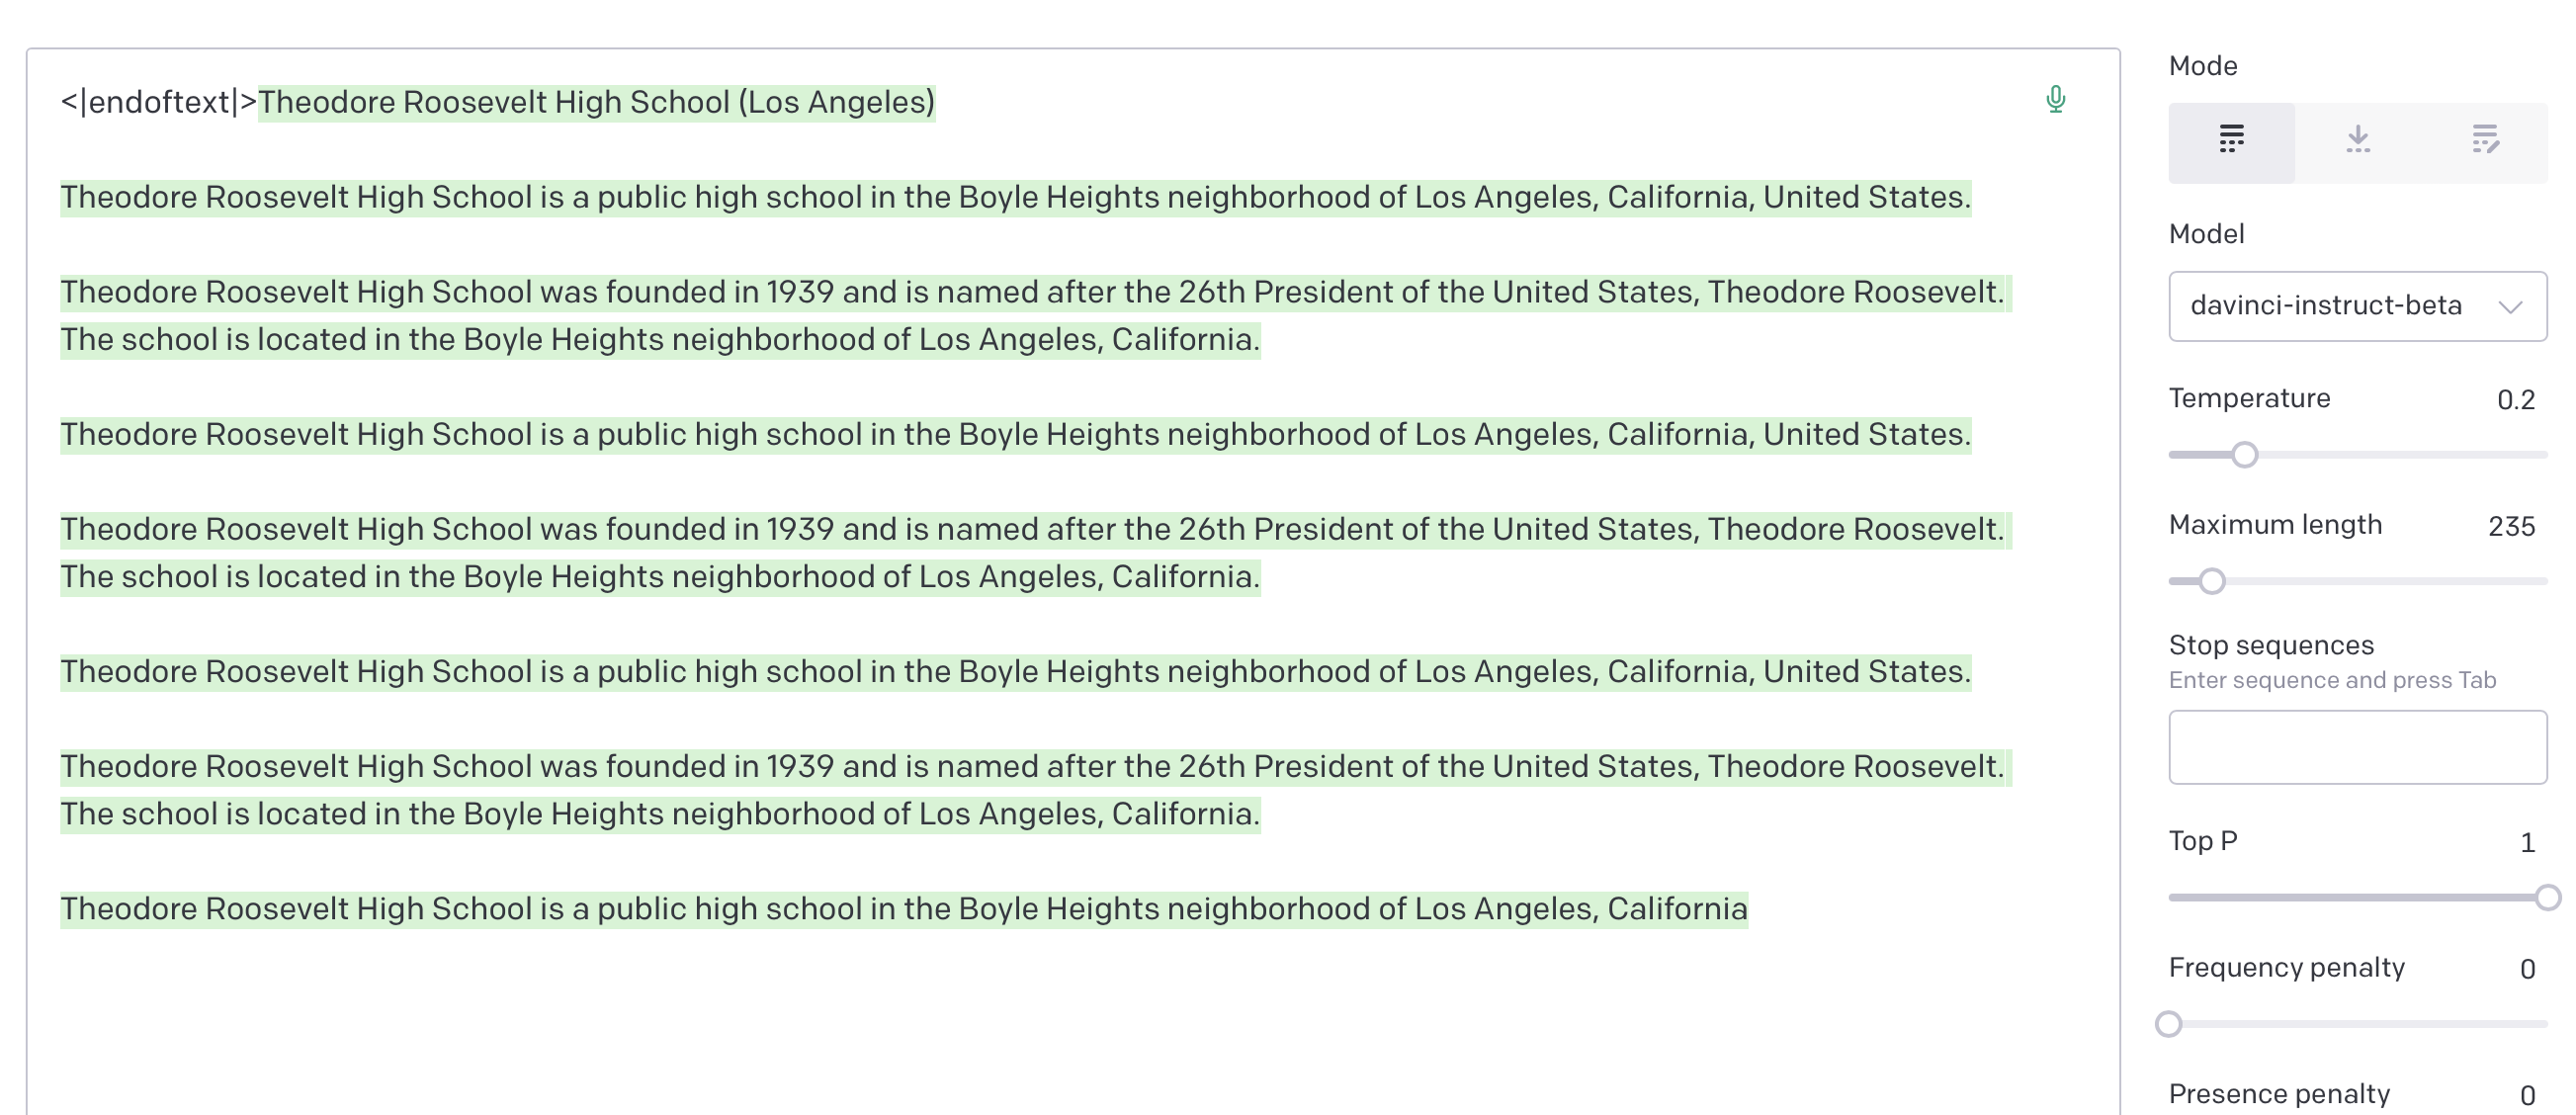 <|endoftext|>Theodore Roosevelt High School (Los Angeles)
Theodore Roosevelt High School is a public high school in the Boyle Heights neighborhood of Los Angeles, California, United States.
Theodore Roosevelt High School was founded in 1939 and is named after the 26th President of the United States, Theodore Roosevelt.
The school is located in the Boyle Heights neighborhood of Los Angeles, California.
Theodore Roosevelt High School is a public high school in the Boyle Heights neighborhood of Los Angeles, California, United States.
Theodore Roosevelt High School was founded in 1939 and is named after the 26th President of the United States, Theodore Roosevelt.
The school is located in the Boyle Heights neighborhood of Los Angeles, California.
Theodore Roosevelt High School is a public high school in the Boyle Heights neighborhood of Los Angeles, California, United States.
Theodore Roosevelt High School was founded in 1939 and is named after the 26th President of the United States, Theodore Roosevelt.
The school is located in the Boyle Heights neighborhood of Los Angeles, California.
Theodore Roosevelt High School is a public high school in the Boyle Heights neighborhood of Los Angeles, California
Mode
Model
davinci-instruct-beta
Temperature 0.2
Maximum length 235
Stop sequences
Enter sequence and press Tab
Top P 1
Frequency penalty 0
Presence penalty 0